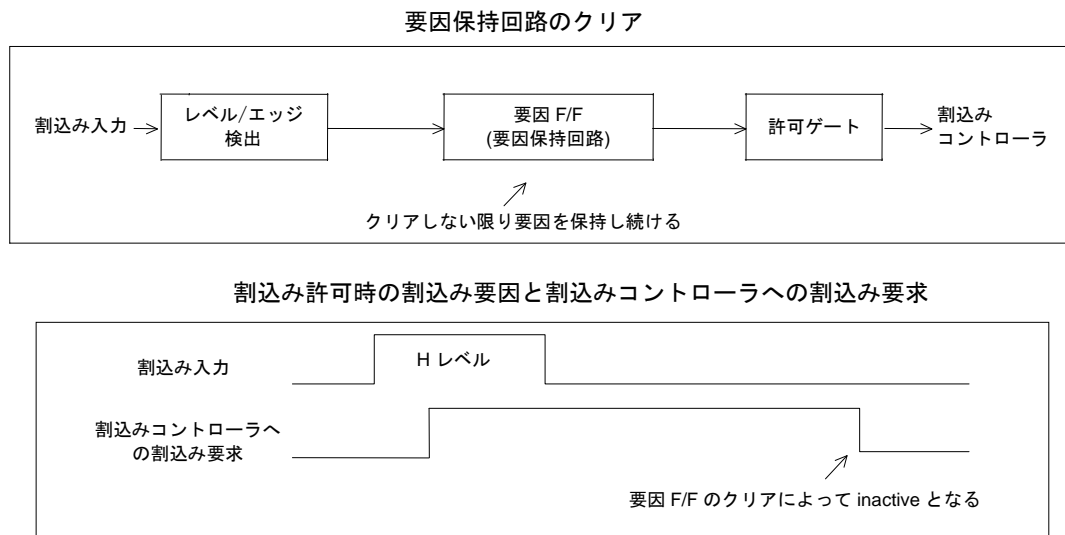 要因保持回路のクリア
割込み入力
レベル/エッジ
検出
要因 F/F
(要因保持回路)
許可ゲート
割込み
コントローラ
クリアしない限り要因を保持し続ける
割込み許可時の割込み要因と割込みコントローラへの割込み要求
割込み入力
H レベル
割込みコントローラへ
の割込み要求
要因 F/F のクリアによって inactive となる